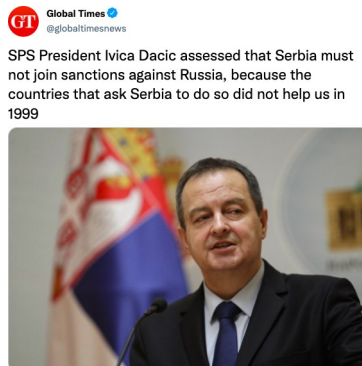 GT
Global Times
@globaltimesnews
SPS President Ivica Dacic assessed that Serbia must
not join sanctions against Russia, because the
countries that ask Serbia to do so did not help us in
1999